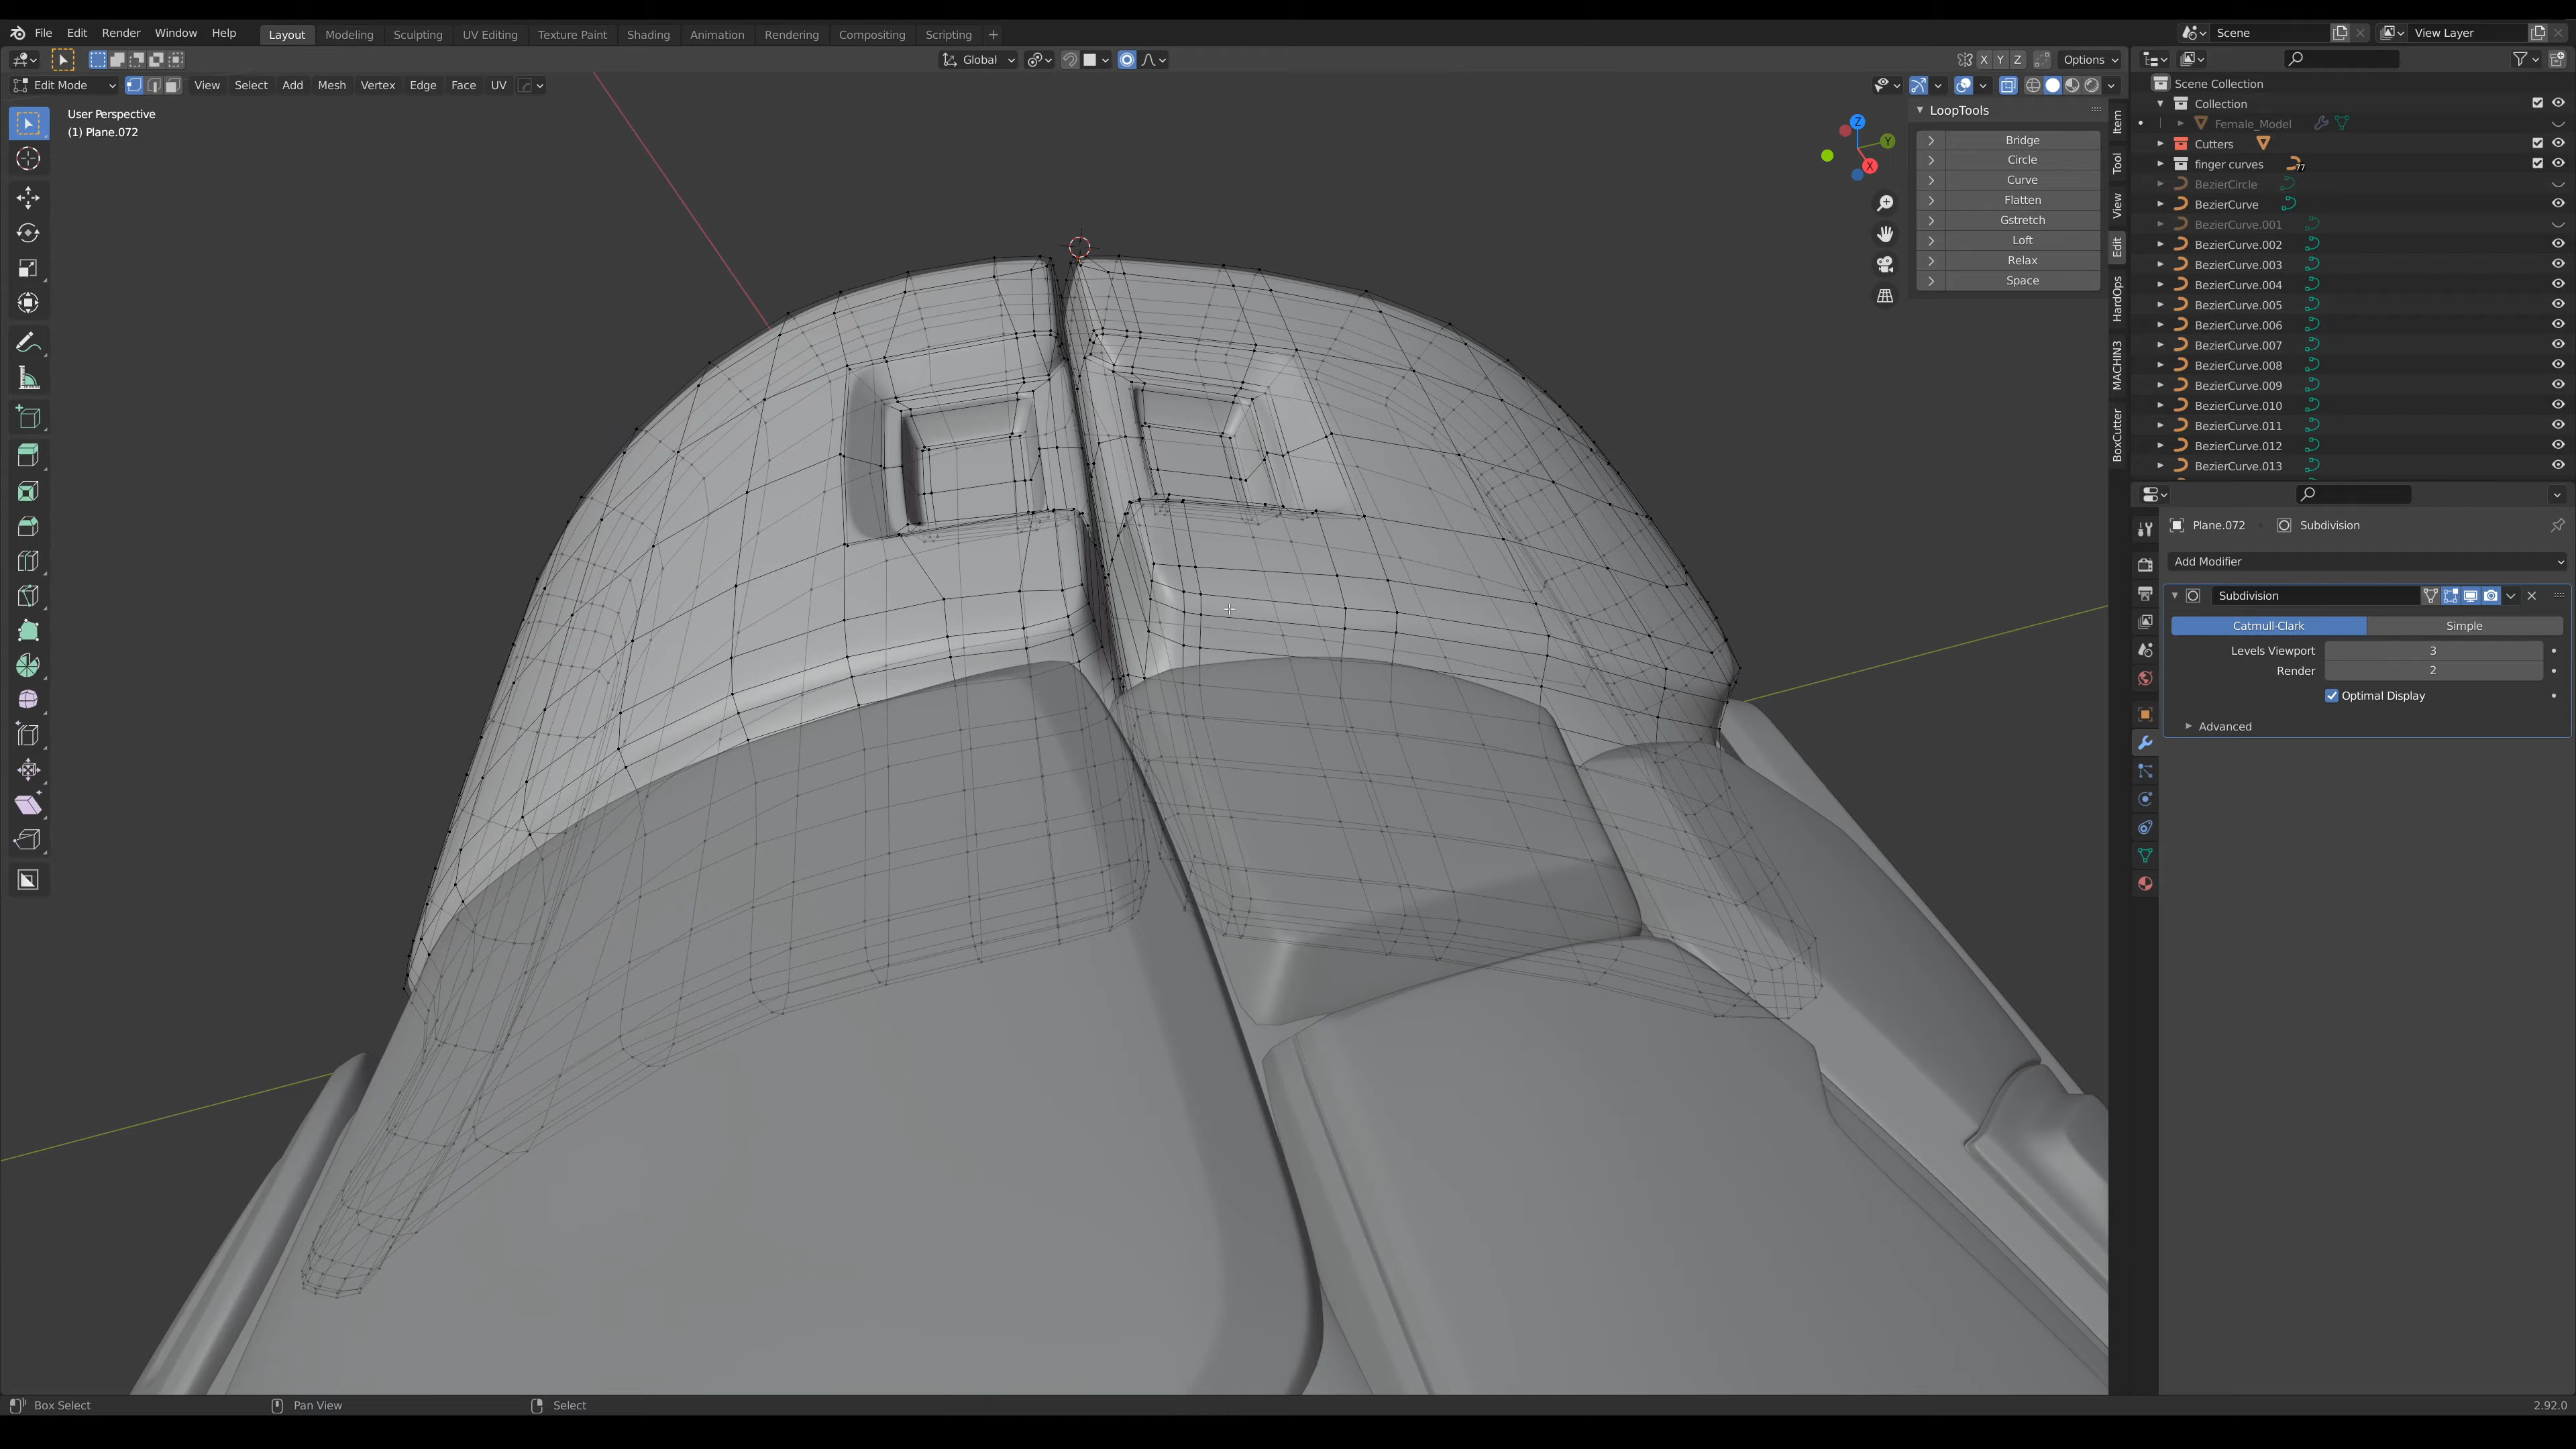 File Edit Render Window Help Layout Modeling Sculpting UV Editing Texture Paint Shading Animation Rendering Compositing Scripting + Scene View Layer
Global X Y Z Options
Edit Mode View Select Add Mesh Vertex Edge Face UV
User Perspective
(1) Plane.072
Z
Y
X
LoopTools
Bridge
Circle
Curve
Flatten
Gstretch
Loft
Relax
Space
Item
Tool
View
Edit
HardOps
MACHIN3
BoxCutter
Scene Collection
Collection
Female_Model
Cutters
finger curves 77
BezierCircle
BezierCurve
BezierCurve.001
BezierCurve.002
BezierCurve.003
BezierCurve.004
BezierCurve.005
BezierCurve.006
BezierCurve.007
BezierCurve.008
BezierCurve.009
BezierCurve.010
BezierCurve.011
BezierCurve.012
BezierCurve.013
Plane.072 Subdivision
Add Modifier
Subdivision
Catmull-Clark Simple
Levels Viewport 3
Render 2
Optimal Display
Advanced
Box Select Pan View Select 2.92.0